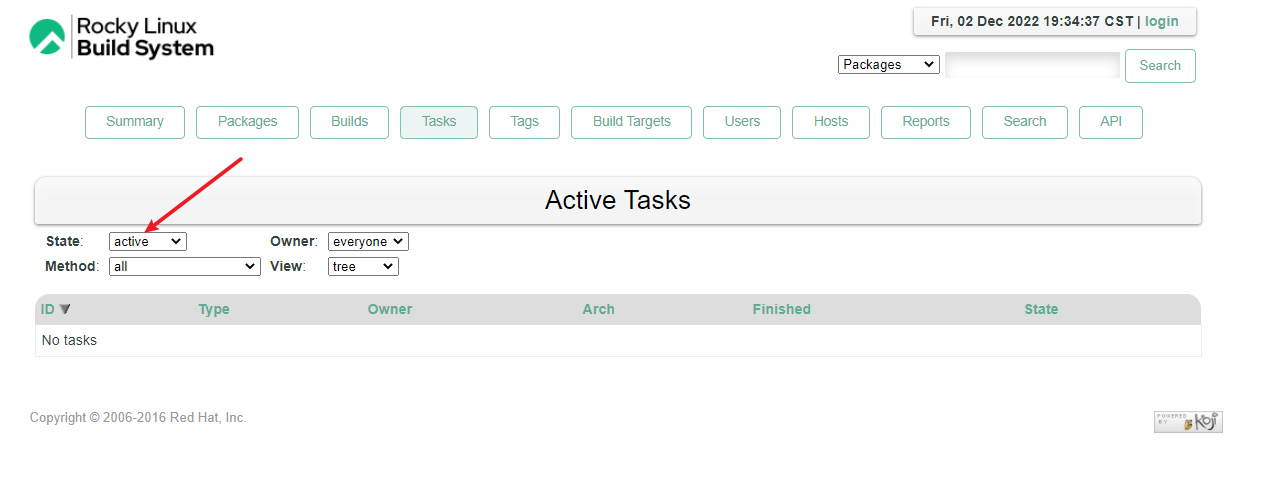 Rocky Linux
Build System
Fri, 02 Dec 2022 19:34:37 CST | login
Packages Search
Summary Packages Builds Tasks Tags Build Targets Users Hosts Reports Search API
Active Tasks
State: active Owner: everyone
Method: all View: tree
ID Type Owner Arch Finished State
No tasks
Copyright © 2006-2016 Red Hat, Inc.
POWERED
BY Koji